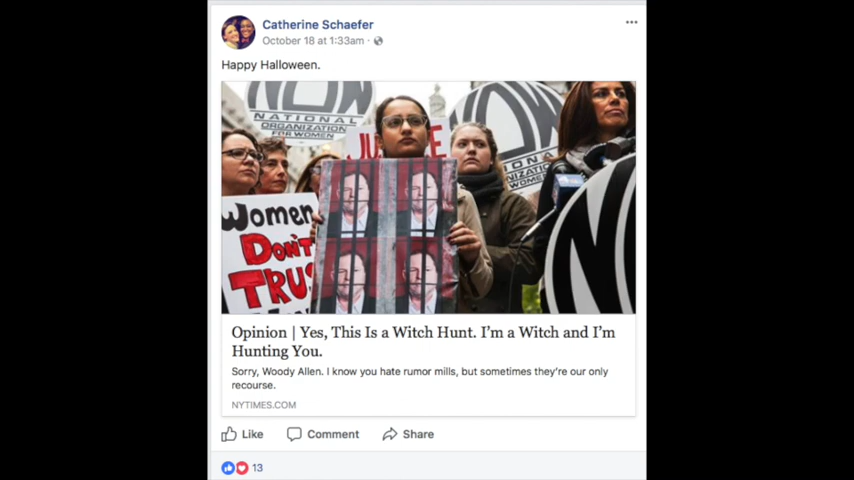 Catherine Schaefer
October 18 at 1:33am ·
Happy Halloween.
NOW
NATIONAL
ORGANIZATION
FOR WOMEN
Women
Don't
TRU
Opinion | Yes, This Is a Witch Hunt. I'm a Witch and I'm
Hunting You.
Sorry, Woody Allen. I know you hate rumor mills, but sometimes they're our only
recourse.
NYTIMES.COM
Like Comment Share
13